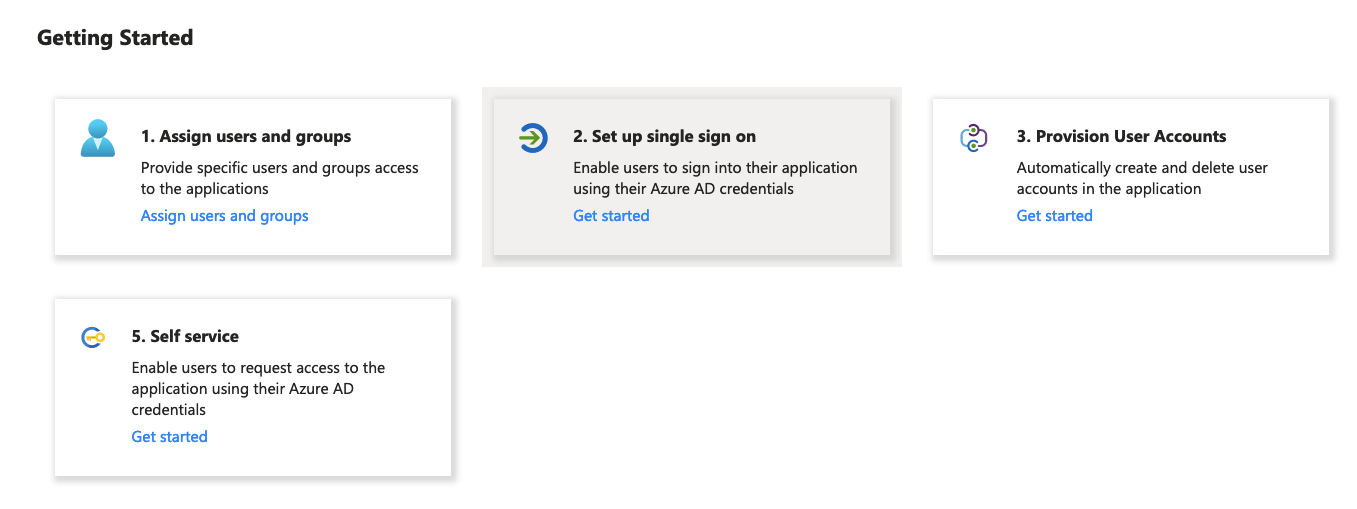 Getting Started
1. Assign users and groups
Provide specific users and groups access
to the applications
Assign users and groups
2. Set up single sign on
Enable users to sign into their application
using their Azure AD credentials
Get started
3. Provision User Accounts
Automatically create and delete user
accounts in the application
Get started
5. Self service
Enable users to request access to the
application using their Azure AD
credentials
Get started